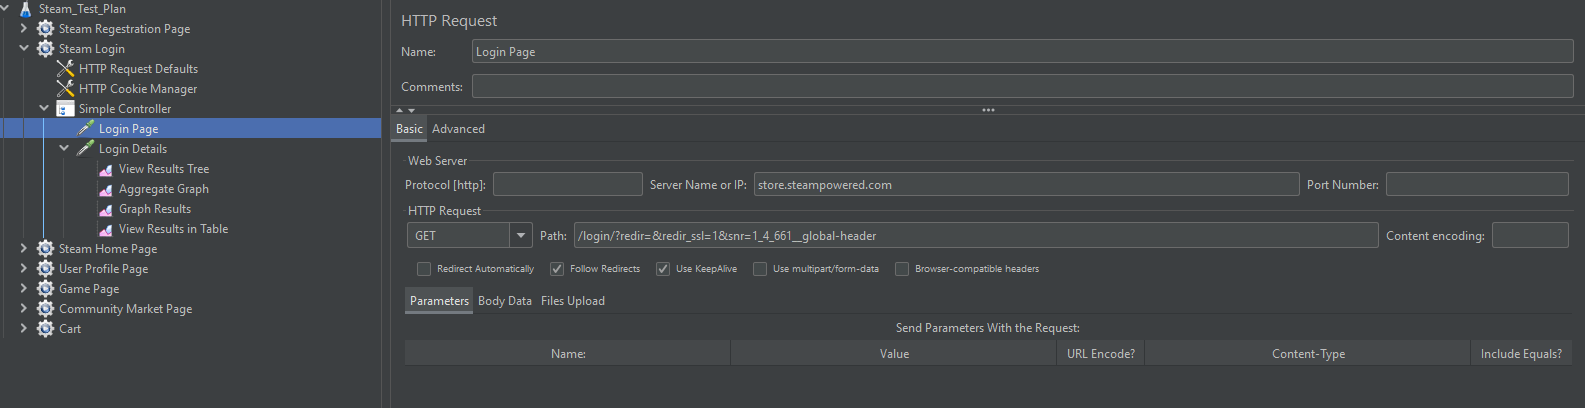 Steam_Test_Plan
Steam Regestration Page
Steam Login
HTTP Request Defaults
HTTP Cookie Manager
Simple Controller
Login Page
Login Details
View Results Tree
Aggregate Graph
Graph Results
View Results in Table
Steam Home Page
User Profile Page
Game Page
Community Market Page
Cart
HTTP Request
Name: Login Page
Comments:
Basic Advanced
Web Server
Protocol [http]: Server Name or IP: store.steampowered.com Port Number:
HTTP Request
GET Path: /login/?redir=&redir_ssl=1&snr=1_4_661__global-header Content encoding:
Redirect Automatically Follow Redirects Use KeepAlive Use multipart/form-data Browser-compatible headers
Parameters Body Data Files Upload
Send Parameters With the Request:
Name: Value URL Encode? Content-Type Include Equals?